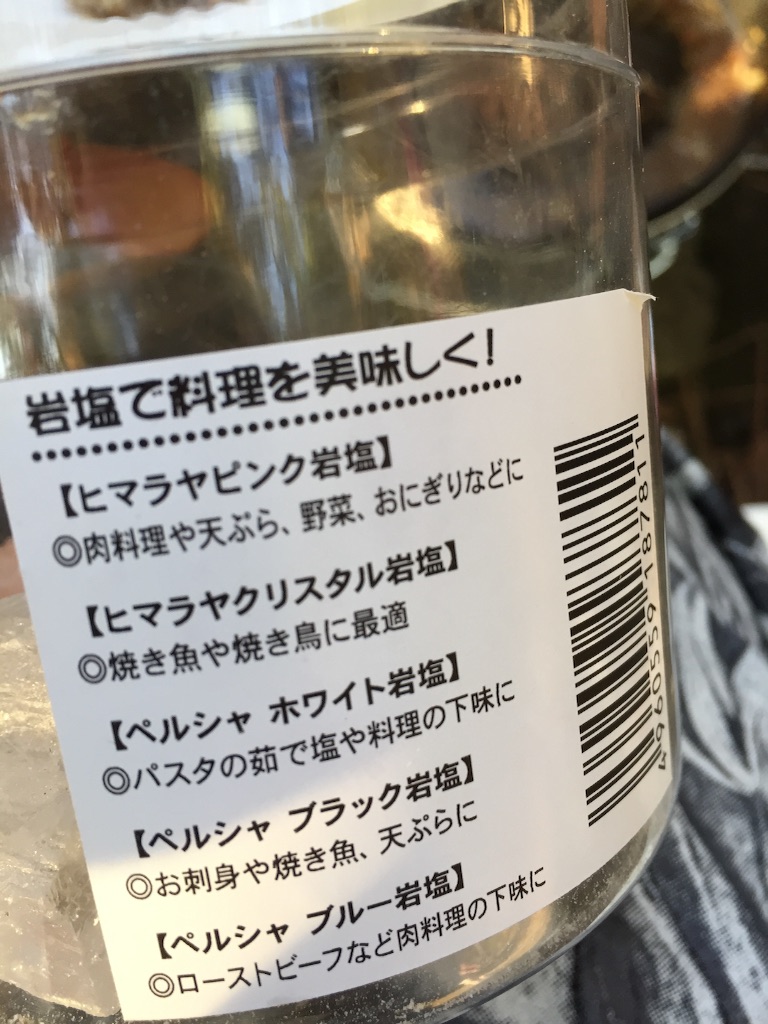 岩塩で料理を美味しく!
【ヒマラヤピンク岩塩】
◎肉料理や天ぷら、野菜、おにぎりなどに
【ヒマラヤクリスタル岩塩】
◎焼き魚や焼き鳥に最適
【ペルシャ ホワイト岩塩】
◎パスタの茹で塩や料理の下味に
【ペルシャ ブラック岩塩】
◎お刺身や焼き魚、天ぷらに
【ペルシャ ブルー岩塩】
◎ローストビーフなど肉料理の下味に
4960559187811